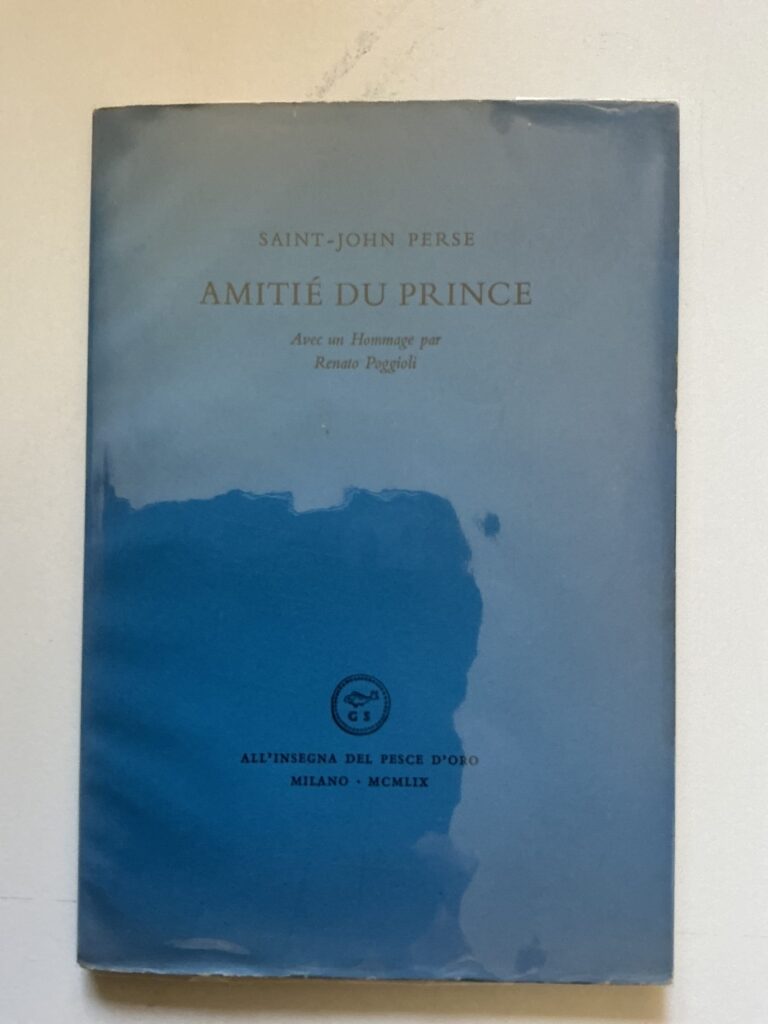 SAINT-JOHN PERSE
AMITIÉ DU PRINCE
Avec un Hommage par
Renato Poggioli
G S
ALL'INSEGNA DEL PESCE D'ORO
MILANO · MCMLIX